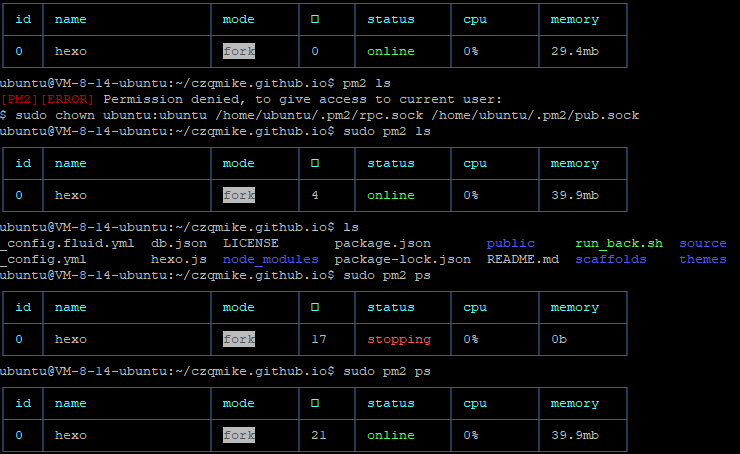 id name mode □ status cpu memory
0 hexo fork 0 online 0% 29.4mb
ubuntu@VM-8-14-ubuntu:~/czqmike.github.io$ pm2 ls
[PM2][ERROR] Permission denied, to give access to current user:
$ sudo chown ubuntu:ubuntu /home/ubuntu/.pm2/rpc.sock /home/ubuntu/.pm2/pub.sock
ubuntu@VM-8-14-ubuntu:~/czqmike.github.io$ sudo pm2 ls
id name mode □ status cpu memory
0 hexo fork 4 online 0% 39.9mb
ubuntu@VM-8-14-ubuntu:~/czqmike.github.io$ ls
_config.fluid.yml db.json LICENSE package.json public run_back.sh source
_config.yml hexo.js node_modules package-lock.json README.md scaffolds themes
ubuntu@VM-8-14-ubuntu:~/czqmike.github.io$ sudo pm2 ps
id name mode □ status cpu memory
0 hexo fork 17 stopping 0% 0b
ubuntu@VM-8-14-ubuntu:~/czqmike.github.io$ sudo pm2 ps
id name mode □ status cpu memory
0 hexo fork 21 online 0% 39.9mb